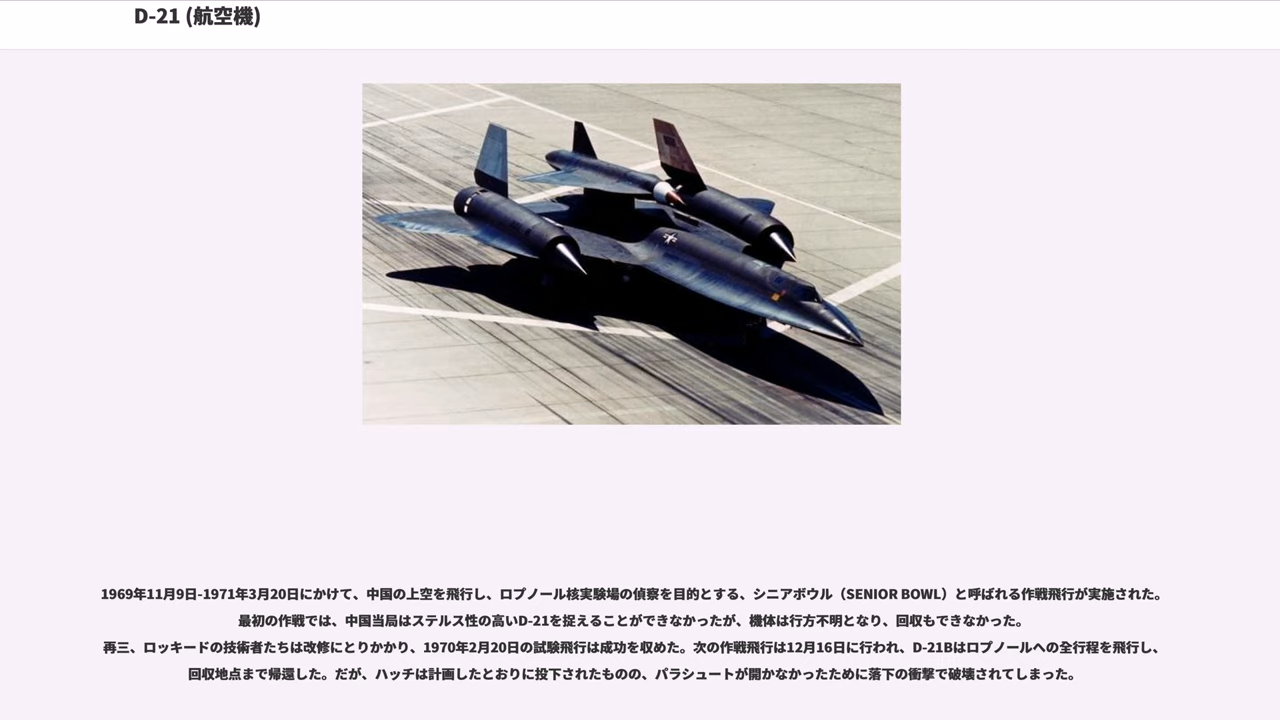 D-21 (航空機)
1969年11月9日-1971年3月20日にかけて、中国の上空を飛行し、ロプノール核実験場の偵察を目的とする、シニアボウル（SENIOR BOWL）と呼ばれる作戦飛行が実施された。
最初の作戦では、中国当局はステルス性の高いD-21を捉えることができなかったが、機体は行方不明となり、回収もできなかった。
再三、ロッキードの技術者たちは改修にとりかかり、1970年2月20日の試験飛行は成功を収めた。次の作戦飛行は12月16日に行われ、D-21Bはロプノールへの全行程を飛行し、
回収地点まで帰還した。だが、ハッチは計画したとおりに投下されたものの、パラシュートが開かなかったために落下の衝撃で破壊されてしまった。